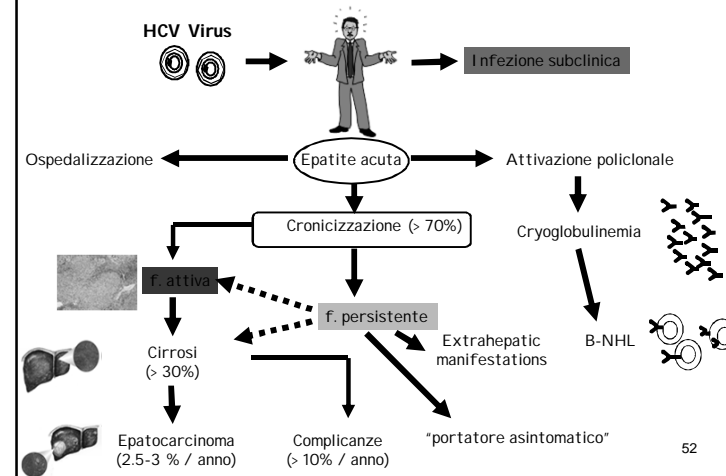 HCV Virus
Infezione subclinica
Ospedalizzazione
Epatite acuta
Attivazione policlonale
Cronicizzazione (> 70%)
Cryoglobulinemia
f. attiva
f. persistente
Cirrosi
(> 30%)
Extrahepatic
manifestations
B-NHL
Epatocarcinoma
(2.5-3 % / anno)
Complicanze
(> 10% / anno)
"portatore asintomatico"
52